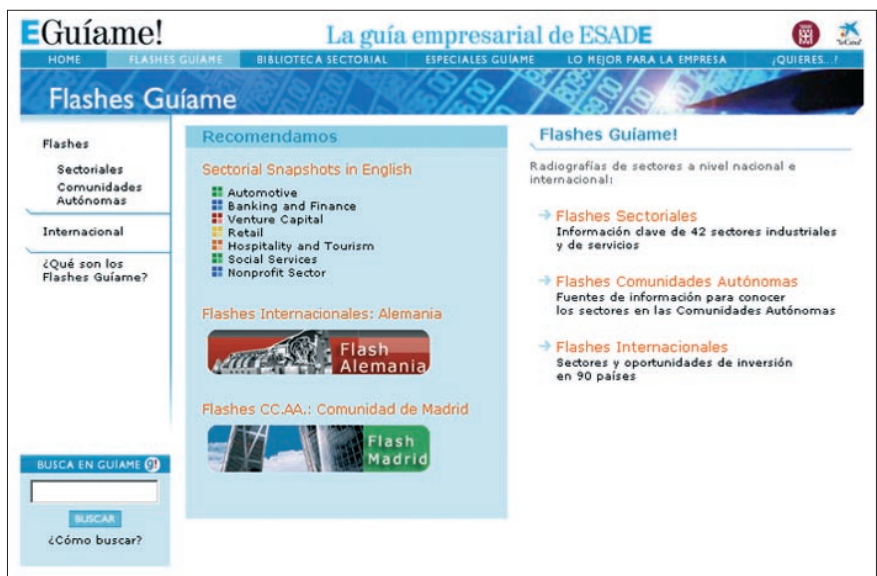 EGuíame!
La guía empresarial de ESADE
"la Caixa"
HOME
FLASHES GUÍAME
BIBLIOTECA SECTORIAL
ESPECIALES GUÍAME
LO MEJOR PARA LA EMPRESA
¿QUIERES...?
Flashes Guíame
Flashes
Sectoriales
Comunidades
Autónomas
Internacional
¿Qué son los
Flashes Guíame?
BUSCA EN GUÍAME g!
BUSCAR
¿Cómo buscar?
Recomendamos
Sectorial Snapshots in English
Automotive
Banking and Finance
Venture Capital
Retail
Hospitality and Tourism
Social Services
Nonprofit Sector
Flashes Internacionales: Alemania
Flash
Alemania
Flashes CC.AA.: Comunidad de Madrid
Flash
Madrid
Flashes Guíame!
Radiografías de sectores a nivel nacional e
internacional:
Flashes Sectoriales
Información clave de 42 sectores industriales
y de servicios
Flashes Comunidades Autónomas
Fuentes de información para conocer
los sectores en las Comunidades Autónomas
Flashes Internacionales
Sectores y oportunidades de inversión
en 90 países